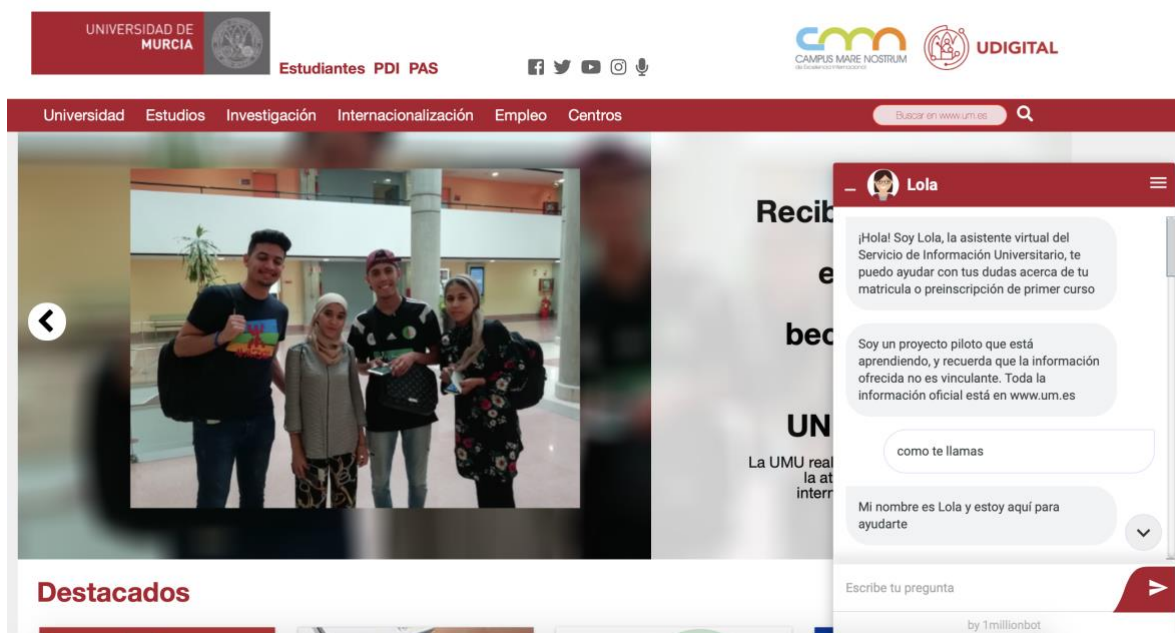 UNIVERSIDAD DE
MURCIA
Estudiantes PDI PAS
CAMPUS MARE NOSTRUM
UDIGITAL
Universidad Estudios Investigación Internacionalización Empleo Centros
Buscar en www.um.es
Recib
e
bec
UN
La UMU real
la at
intern
Lola
¡Hola! Soy Lola, la asistente virtual del
Servicio de Información Universitario, te
puedo ayudar con tus dudas acerca de tu
matricula o preinscripción de primer curso
Soy un proyecto piloto que está
aprendiendo, y recuerda que la información
ofrecida no es vinculante. Toda la
información oficial está en www.um.es
como te llamas
Mi nombre es Lola y estoy aquí para
ayudarte
Escribe tu pregunta
by 1millionbot
Destacados